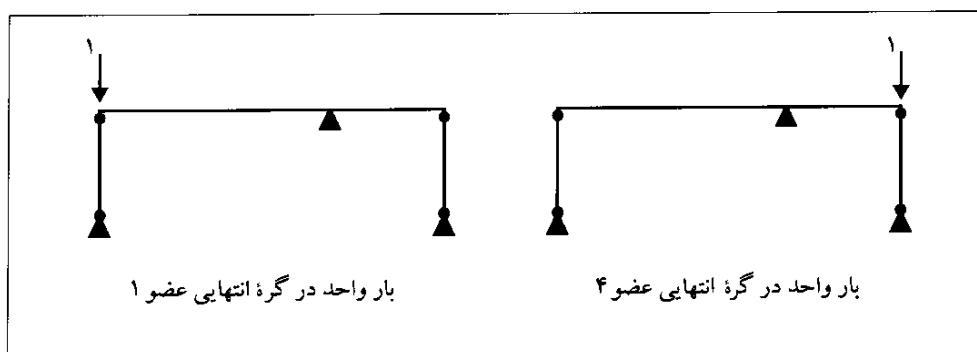 ۱
۱
بار واحد در گرهٔ انتهایی عضو ۱
بار واحد در گرهٔ انتهایی عضو ۴